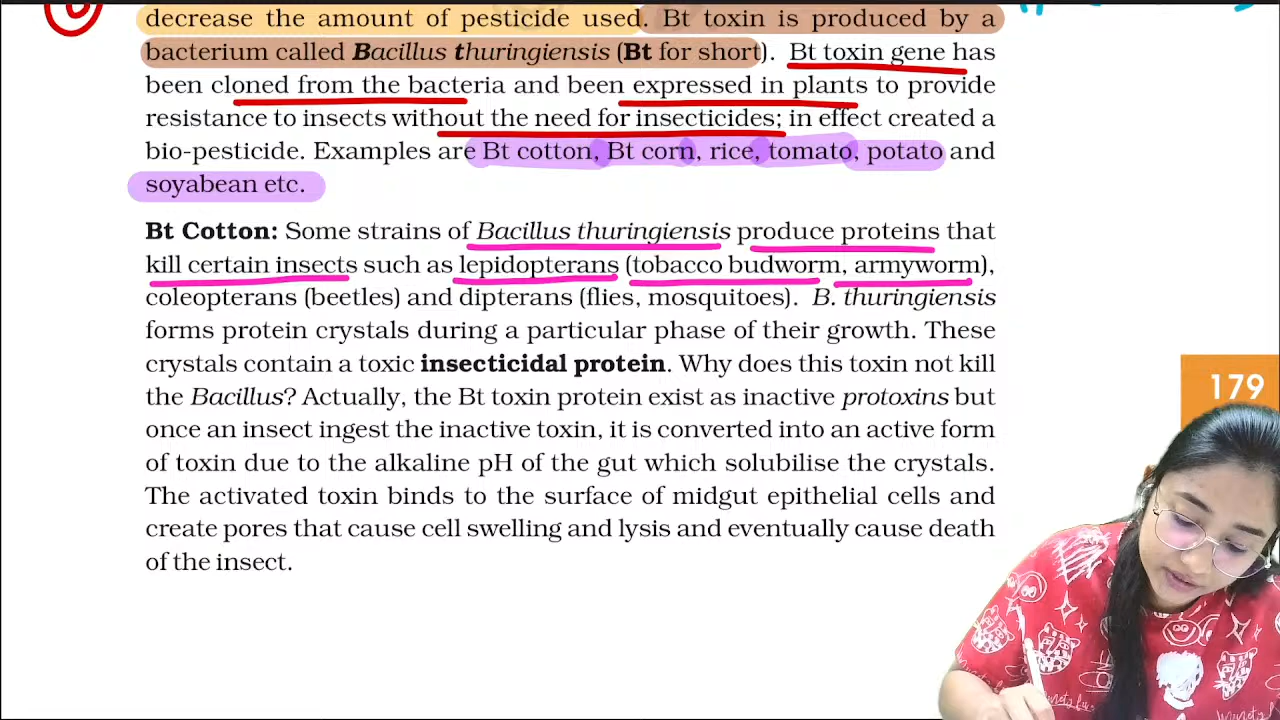 decrease the amount of pesticide used. Bt toxin is produced by a
bacterium called Bacillus thuringiensis (Bt for short). Bt toxin gene has
been cloned from the bacteria and been expressed in plants to provide
resistance to insects without the need for insecticides; in effect created a
bio-pesticide. Examples are Bt cotton, Bt corn, rice, tomato, potato and
soyabean etc.
Bt Cotton: Some strains of Bacillus thuringiensis produce proteins that
kill certain insects such as lepidopterans (tobacco budworm, armyworm),
coleopterans (beetles) and dipterans (flies, mosquitoes). B. thuringiensis
forms protein crystals during a particular phase of their growth. These
crystals contain a toxic insecticidal protein. Why does this toxin not kill
the Bacillus? Actually, the Bt toxin protein exist as inactive protoxins but
once an insect ingest the inactive toxin, it is converted into an active form
of toxin due to the alkaline pH of the gut which solubilise the crystals.
The activated toxin binds to the surface of midgut epithelial cells and
create pores that cause cell swelling and lysis and eventually cause death
of the insect.
179